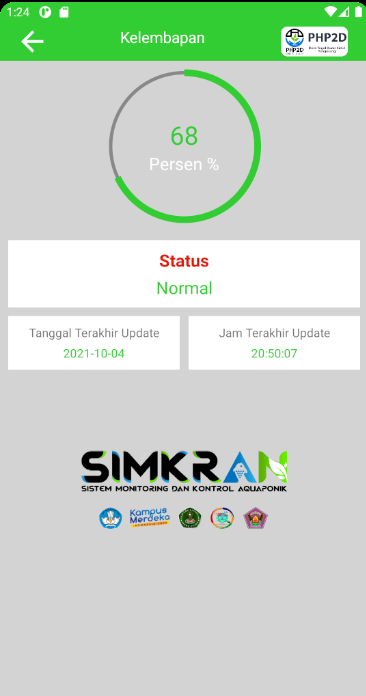 1:24
Kelembapan
PHP2D
PHP2D
68
Persen %
Status
Normal
Tanggal Terakhir Update
2021-10-04
Jam Terakhir Update
20:50:07
SIMKRAN
SISTEM MONITORING DAN KONTROL AQUAPONIK
Kampus
Merdeka